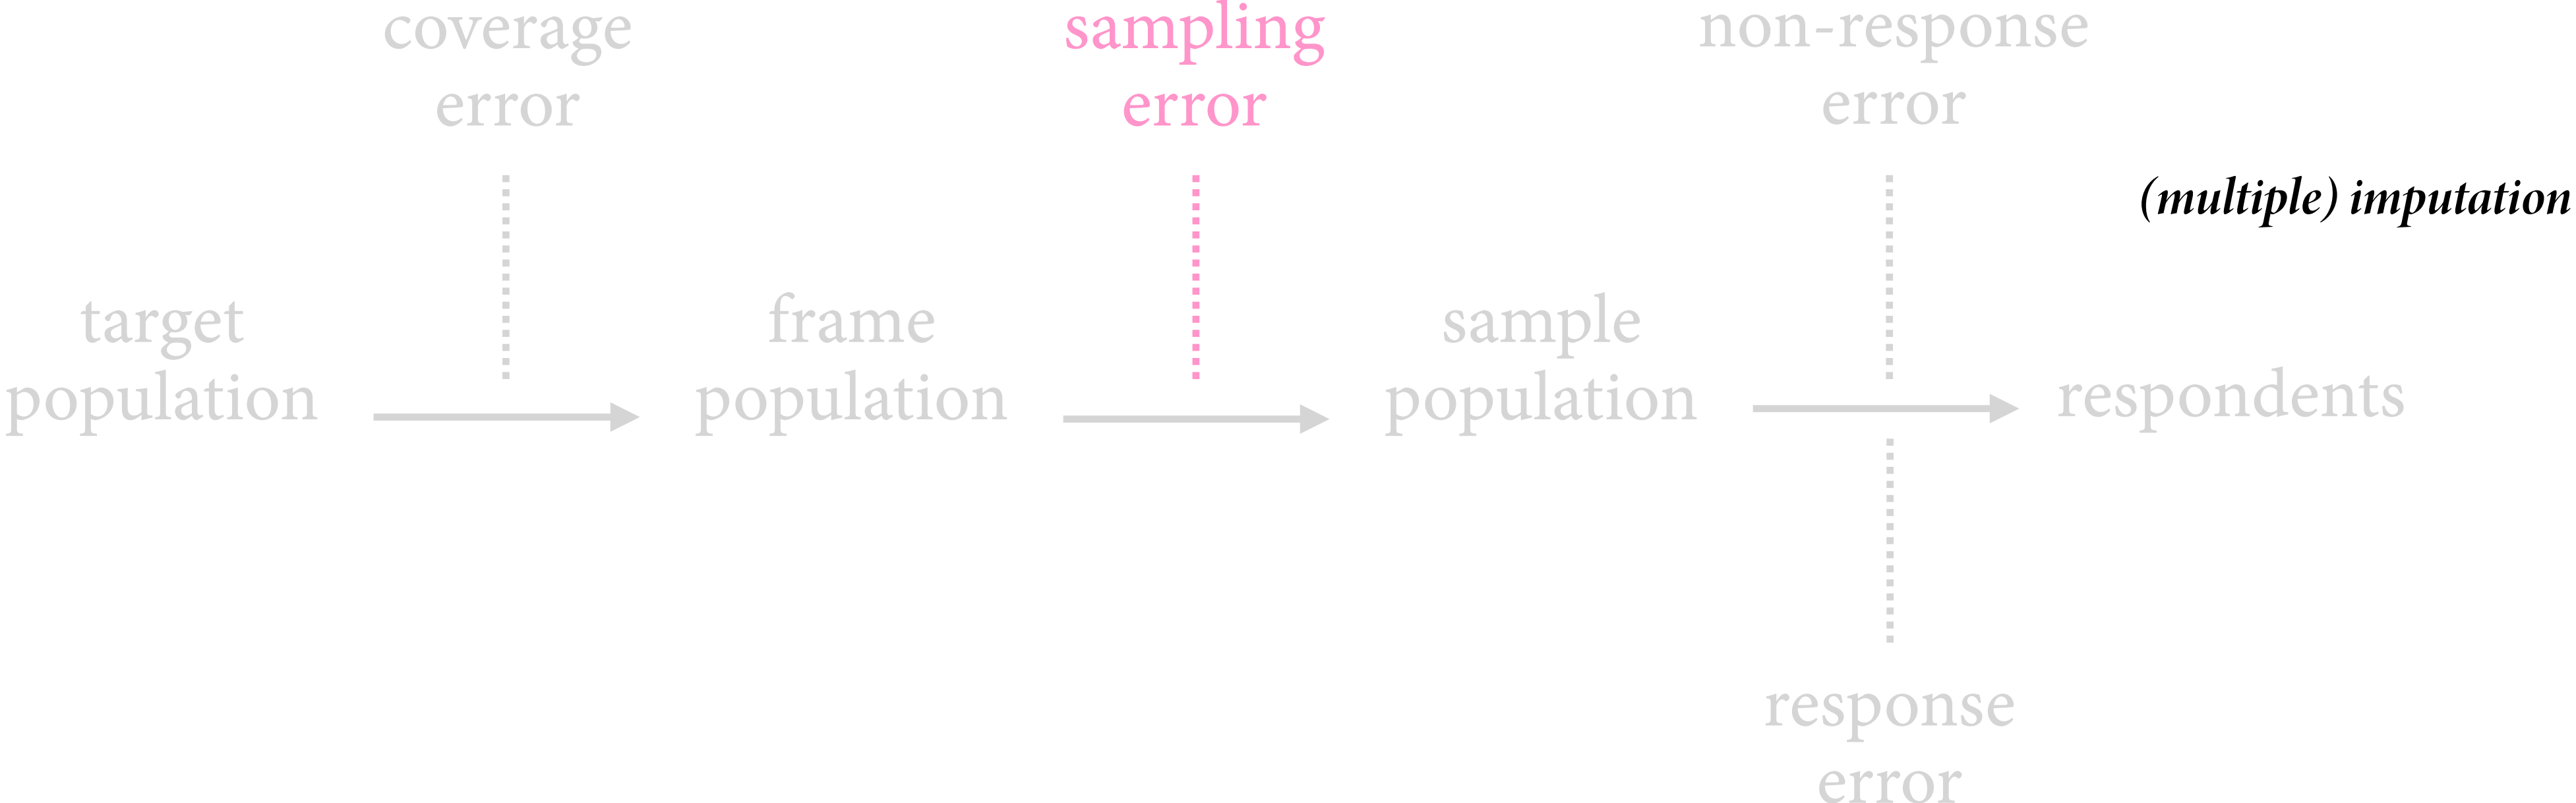 coverage
error
sampling
error
non-response
error
(multiple) imputation
target
population
frame
population
sample
population
respondents
response
error